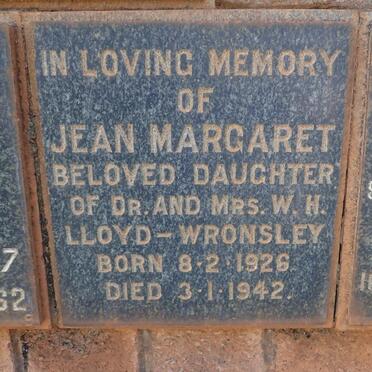 IN LOVING MEMORY
OF
JEAN MARGARET
BELOVED DAUGHTER
OF DR. AND MRS. W. H.
LLOYD-WRONSLEY
BORN 8·2·1926
DIED 3·1·1942.